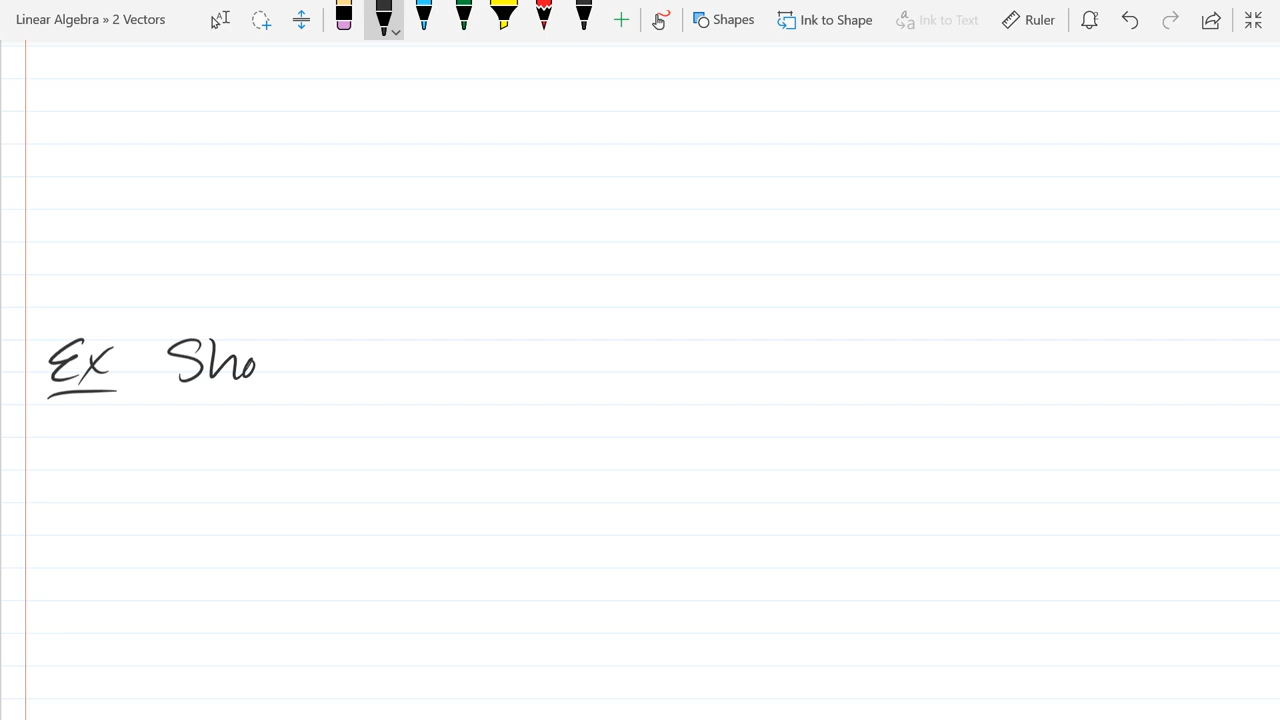 Linear Algebra » 2 Vectors
Shapes
Ink to Shape
Ink to Text
Ruler
Ex Sho